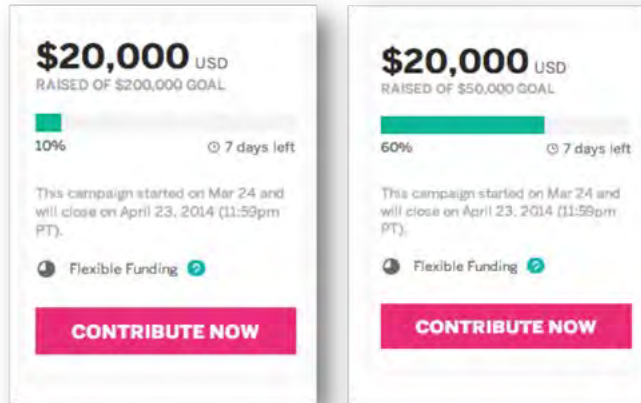 $20,000 USD
RAISED OF $200,000 GOAL
10%
7 days left
This campaign started on Mar 24 and
will close on April 23, 2014 (11:59pm
PT).
Flexible Funding ?
CONTRIBUTE NOW
$20,000 USD
RAISED OF $50,000 GOAL
60%
7 days left
This campaign started on Mar 24 and
will close on April 23, 2014 (11:59pm
PT).
Flexible Funding ?
CONTRIBUTE NOW